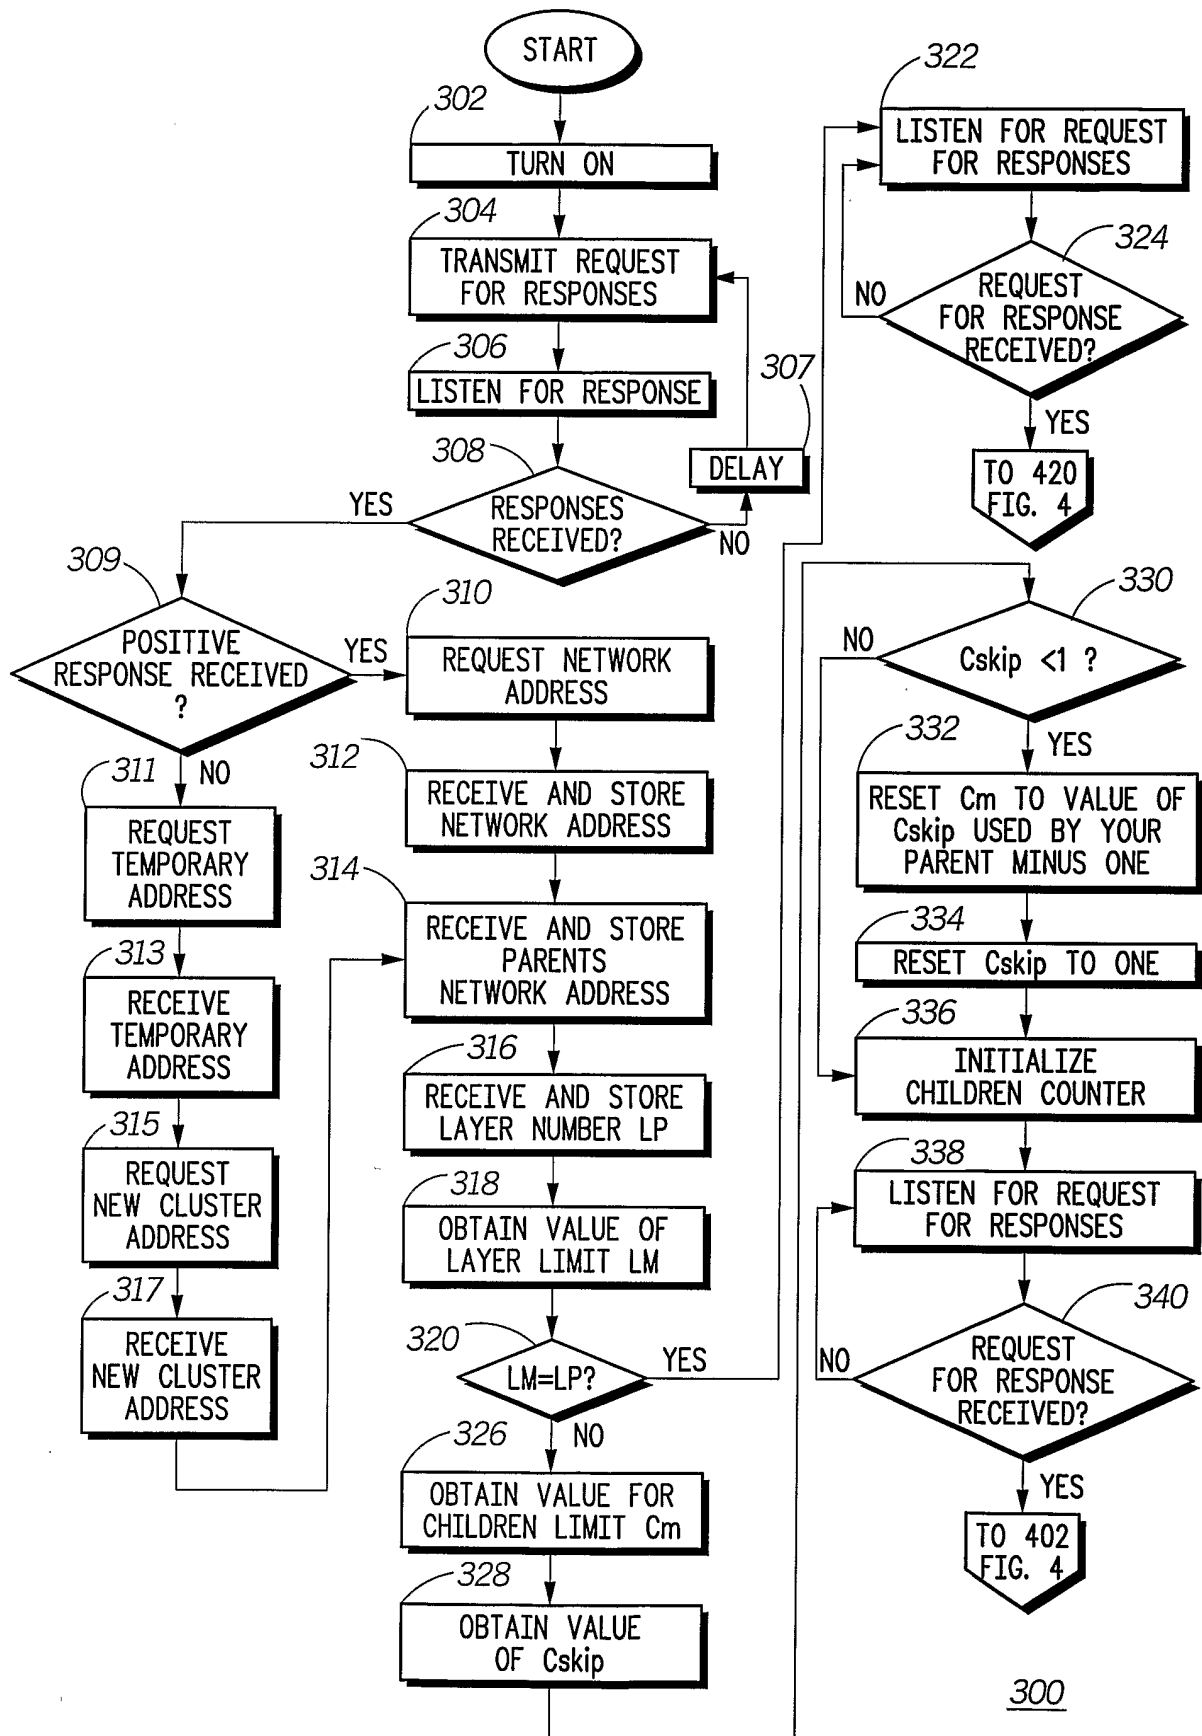 START
302
TURN ON
304
TRANSMIT REQUEST
FOR RESPONSES
306
LISTEN FOR RESPONSE
307
DELAY
308
RESPONSES
RECEIVED?
YES
NO
309
POSITIVE
RESPONSE RECEIVED
?
YES
NO
310
REQUEST NETWORK
ADDRESS
311
REQUEST
TEMPORARY
ADDRESS
312
RECEIVE AND STORE
NETWORK ADDRESS
313
RECEIVE
TEMPORARY
ADDRESS
314
RECEIVE AND STORE
PARENTS
NETWORK ADDRESS
315
REQUEST
NEW CLUSTER
ADDRESS
316
RECEIVE AND STORE
LAYER NUMBER LP
317
RECEIVE
NEW CLUSTER
ADDRESS
318
OBTAIN VALUE OF
LAYER LIMIT LM
320
LM=LP?
YES
NO
326
OBTAIN VALUE FOR
CHILDREN LIMIT Cm
328
OBTAIN VALUE
OF Cskip
322
LISTEN FOR REQUEST
FOR RESPONSES
324
REQUEST
FOR RESPONSE
RECEIVED?
NO
YES
TO 420
FIG. 4
330
Cskip <1 ?
NO
YES
332
RESET Cm TO VALUE OF
Cskip USED BY YOUR
PARENT MINUS ONE
334
RESET Cskip TO ONE
336
INITIALIZE
CHILDREN COUNTER
338
LISTEN FOR REQUEST
FOR RESPONSES
340
REQUEST
FOR RESPONSE
RECEIVED?
NO
YES
TO 402
FIG. 4
300